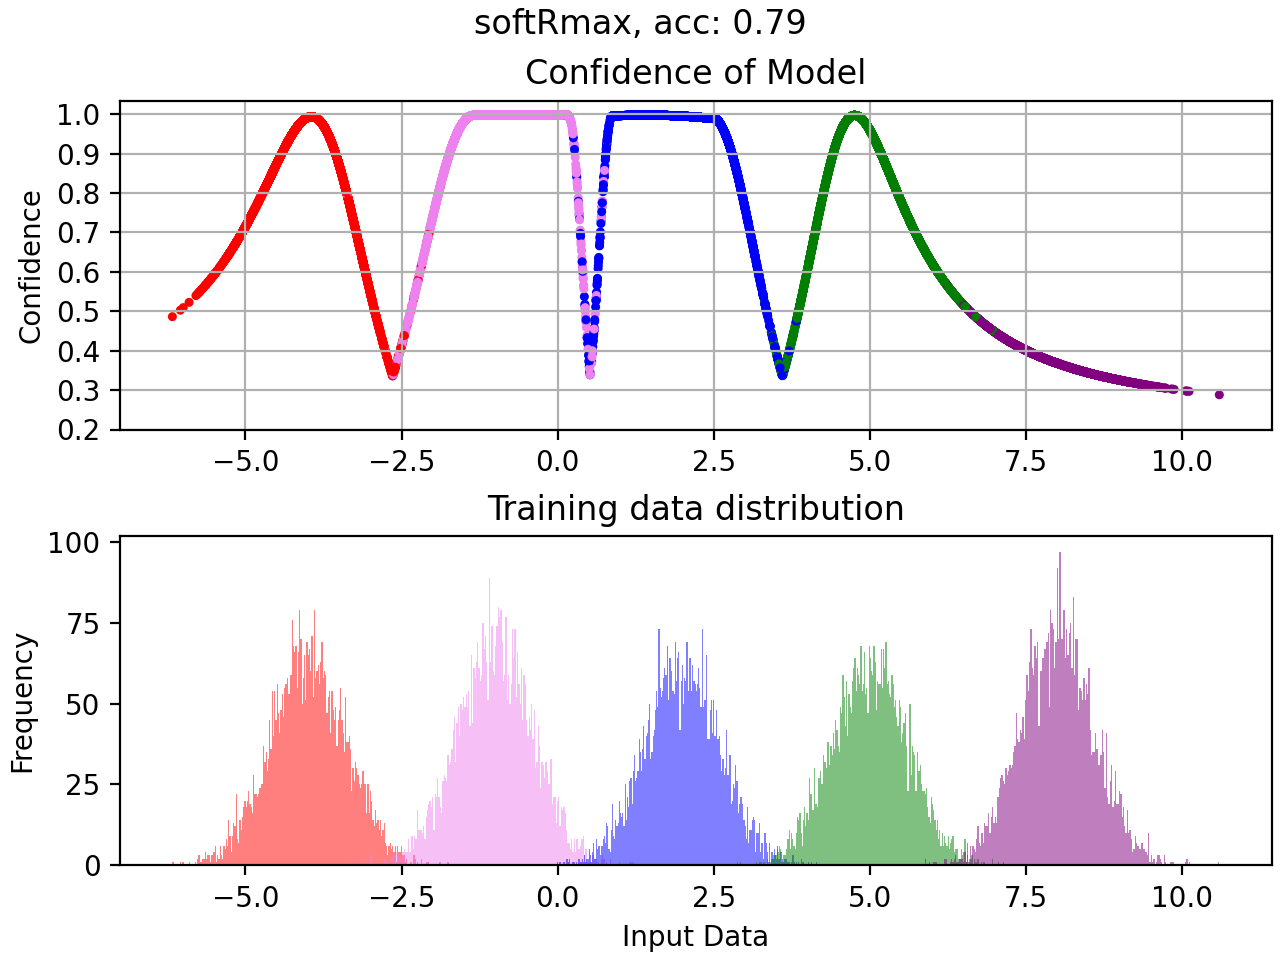 softRmax, acc: 0.79
Confidence of Model
Confidence
1.0
0.9
0.8
0.7
0.6
0.5
0.4
0.3
0.2
−5.0 −2.5 0.0 2.5 5.0 7.5 10.0
Training data distribution
Frequency
100
75
50
25
0
−5.0 −2.5 0.0 2.5 5.0 7.5 10.0
Input Data